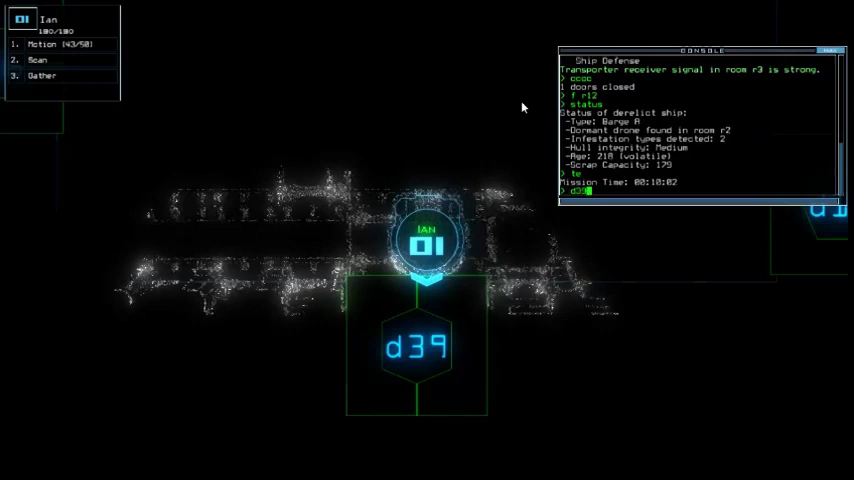 01 Ian
180/180
1. Motion (43/50)
2. Scan
3. Gather
CONSOLE
Ship Defense
Transporter receiver signal in room r3 is strong.
> cccc
1 doors closed
> f r12
> status
Status of derelict ship:
-Type: Barge A
-Dormant drone found in room r2
-Infestation types detected: 2
-Hull integrity: Medium
-Age: 218 (volatile)
-Scrap Capacity: 179
> te
Mission Time: 00:10:02
> d39
IAN
01
d39